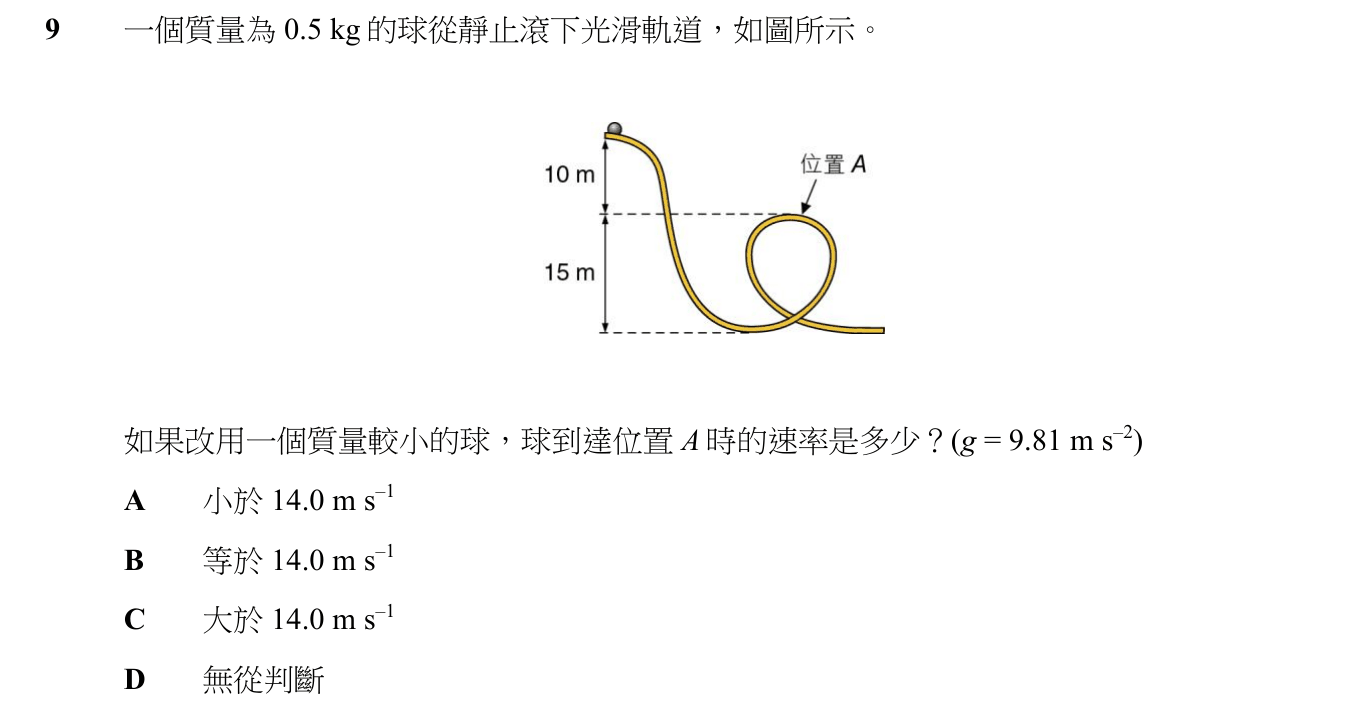 9 一個質量為 0.5 kg 的球從靜止滾下光滑軌道，如圖所示。
位置 A
10 m
15 m
如果改用一個質量較小的球，球到達位置 A 時的速率是多少？(g = 9.81 m s⁻²)
A 小於 14.0 m s⁻¹
B 等於 14.0 m s⁻¹
C 大於 14.0 m s⁻¹
D 無從判斷